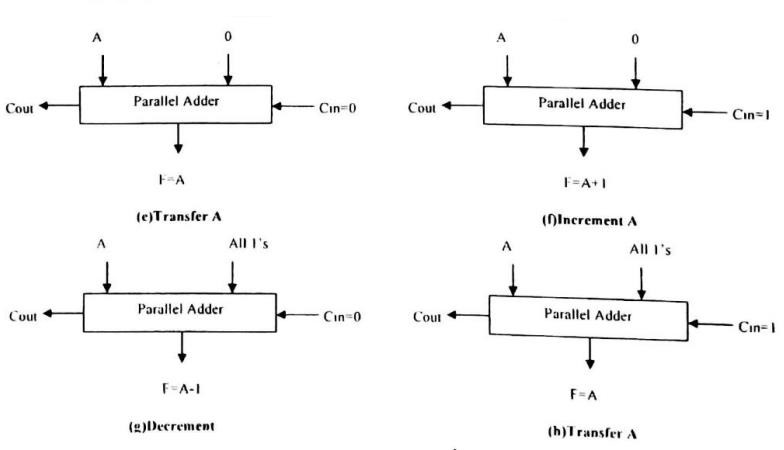 A 0
Cout Parallel Adder Cin=0
F=A
(e)Transfer A
A 0
Cout Parallel Adder Cin=1
F=A+1
(f)Increment A
A All 1's
Cout Parallel Adder Cin=0
F=A-1
(g)Decrement
A All 1's
Cout Parallel Adder Cin=1
F=A
(h)Transfer A